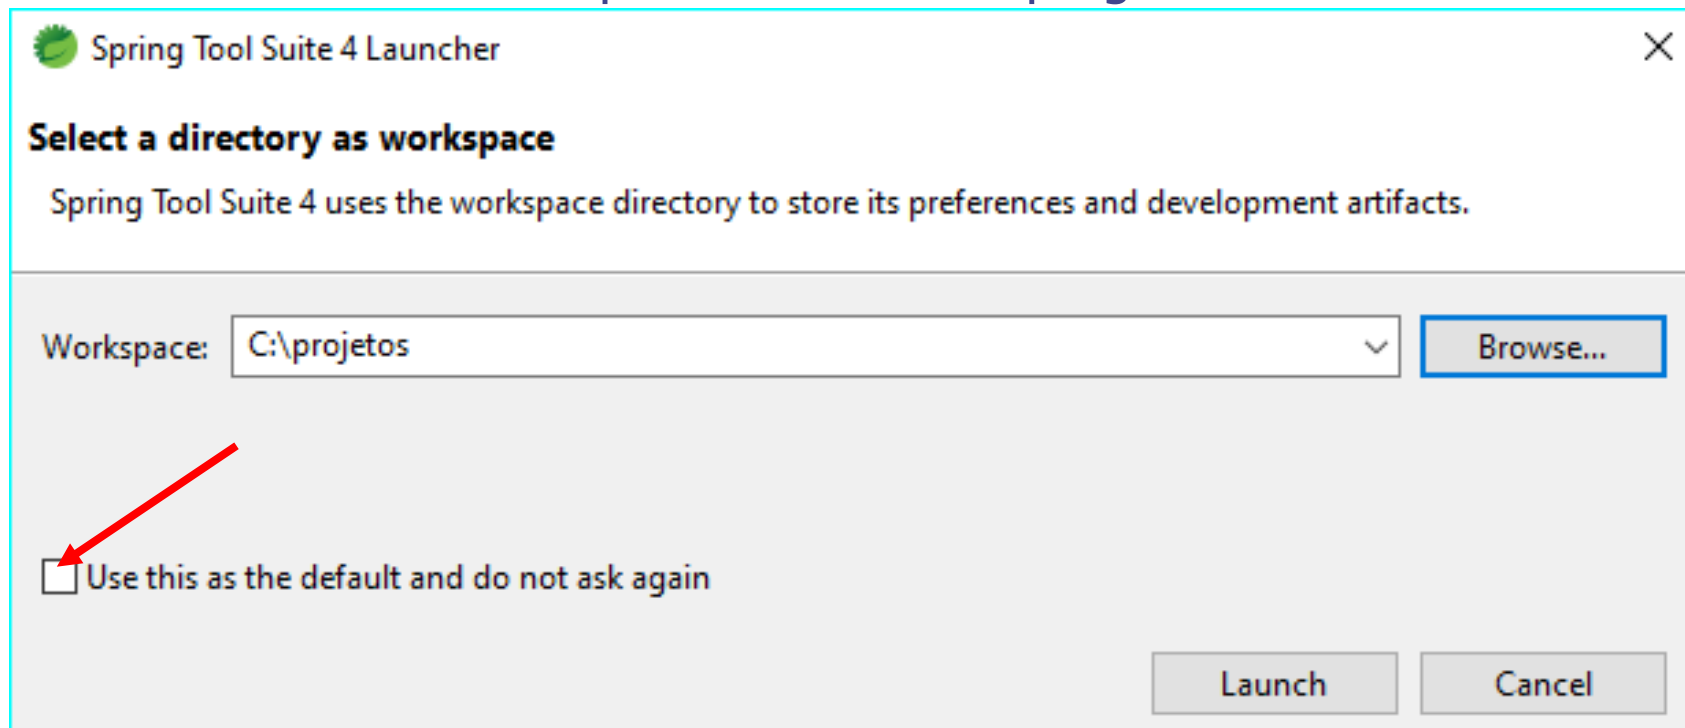 Spring Tool Suite 4 Launcher
Select a directory as workspace
Spring Tool Suite 4 uses the workspace directory to store its preferences and development artifacts.
Workspace: C:\projetos Browse...
Use this as the default and do not ask again
Launch Cancel